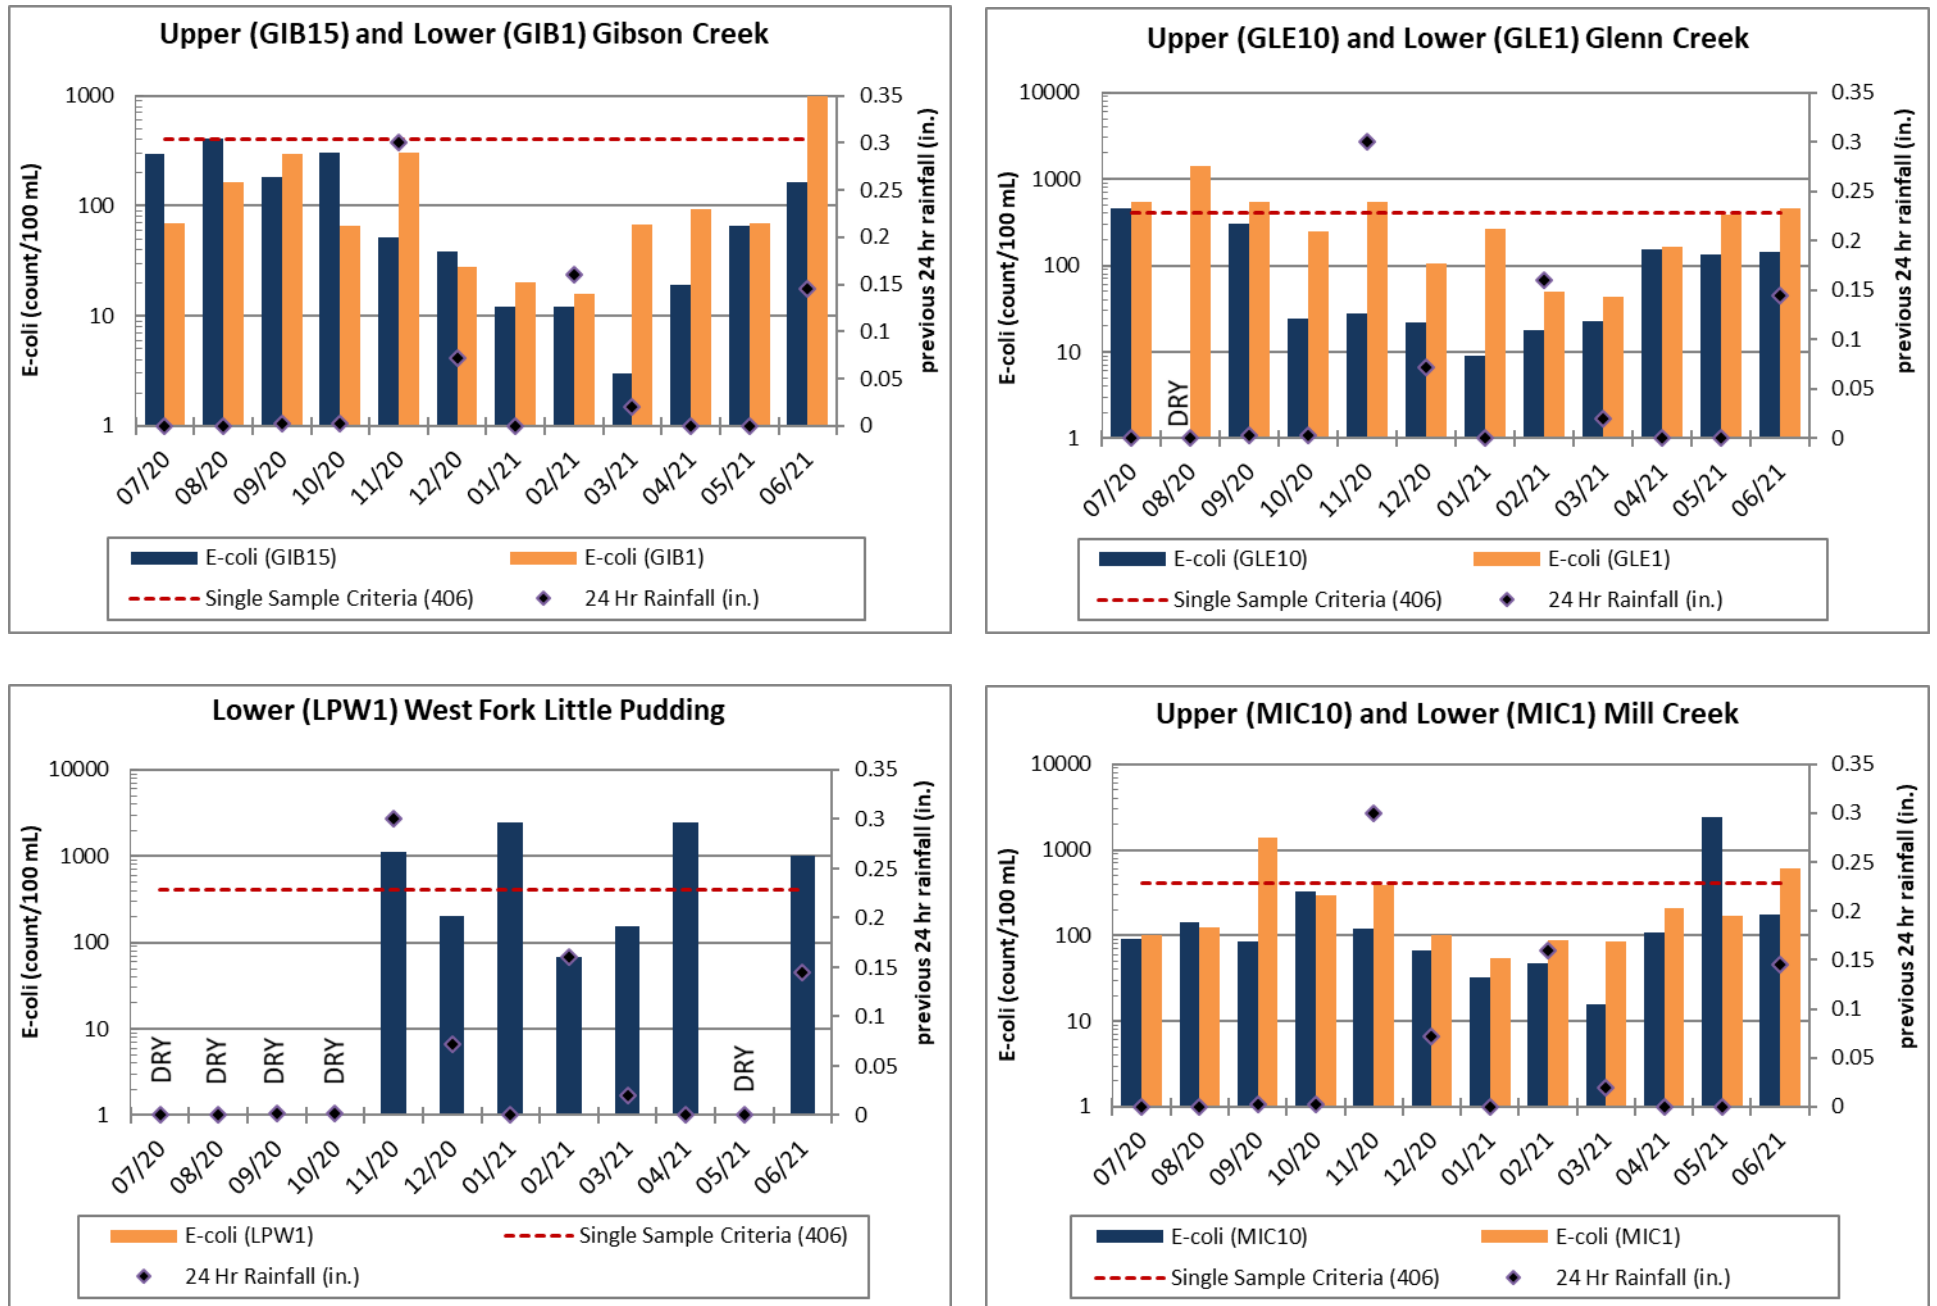 Upper (GIB15) and Lower (GIB1) Gibson Creek
E-coli (count/100 mL)
1000
100
10
1
0.35
0.3
0.25
0.2
0.15
0.1
0.05
0
previous 24 hr rainfall (in.)
07/20 08/20 09/20 10/20 11/20 12/20 01/21 02/21 03/21 04/21 05/21 06/21
E-coli (GIB15) E-coli (GIB1)
Single Sample Criteria (406) 24 Hr Rainfall (in.)
Upper (GLE10) and Lower (GLE1) Glenn Creek
E-coli (count/100 mL)
10000
1000
100
10
1
DRY
0.35
0.3
0.25
0.2
0.15
0.1
0.05
0
previous 24 hr rainfall (in.)
07/20 08/20 09/20 10/20 11/20 12/20 01/21 02/21 03/21 04/21 05/21 06/21
E-coli (GLE10) E-coli (GLE1)
Single Sample Criteria (406) 24 Hr Rainfall (in.)
Lower (LPW1) West Fork Little Pudding
E-coli (count/100 mL)
10000
1000
100
10
1
DRY DRY DRY DRY DRY
0.35
0.3
0.25
0.2
0.15
0.1
0.05
0
previous 24 hr rainfall (in.)
07/20 08/20 09/20 10/20 11/20 12/20 01/21 02/21 03/21 04/21 05/21 06/21
E-coli (LPW1) Single Sample Criteria (406)
24 Hr Rainfall (in.)
Upper (MIC10) and Lower (MIC1) Mill Creek
E-coli (count/100 mL)
10000
1000
100
10
1
0.35
0.3
0.25
0.2
0.15
0.1
0.05
0
previous 24 hr rainfall (in.)
07/20 08/20 09/20 10/20 11/20 12/20 01/21 02/21 03/21 04/21 05/21 06/21
E-coli (MIC10) E-coli (MIC1)
Single Sample Criteria (406) 24 Hr Rainfall (in.)